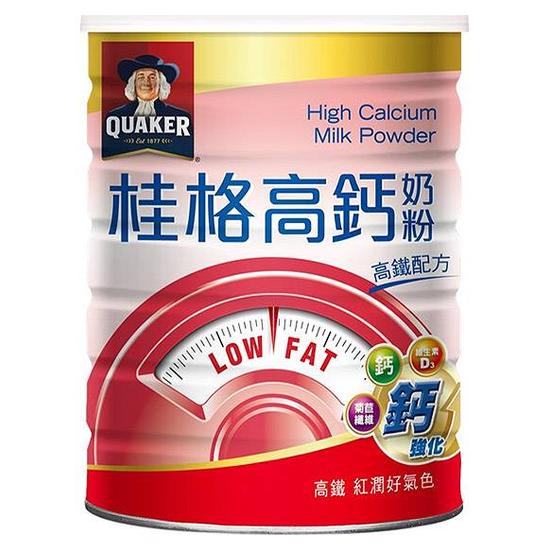 QUAKER
Est 1877
®
High Calcium
Milk Powder
桂格高鈣奶粉
高鐵配方
LOW FAT
鈣
維生素
D3
菊苣
纖維
鈣
強化
高鐵 紅潤好氣色